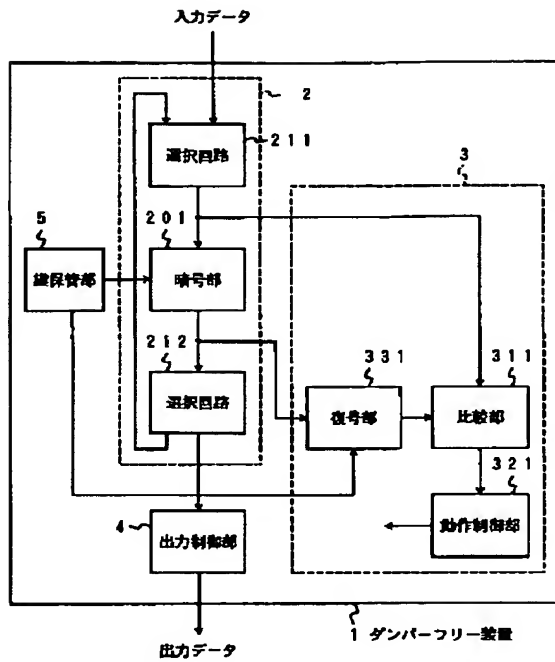 入力データ
2
選択回路
211
3
5
201
鍵保管部
暗号部
212
331
311
選択回路
復号部
比較部
321
4
出力制御部
動作制御部
1 ダンパーフリー装置
出力データ